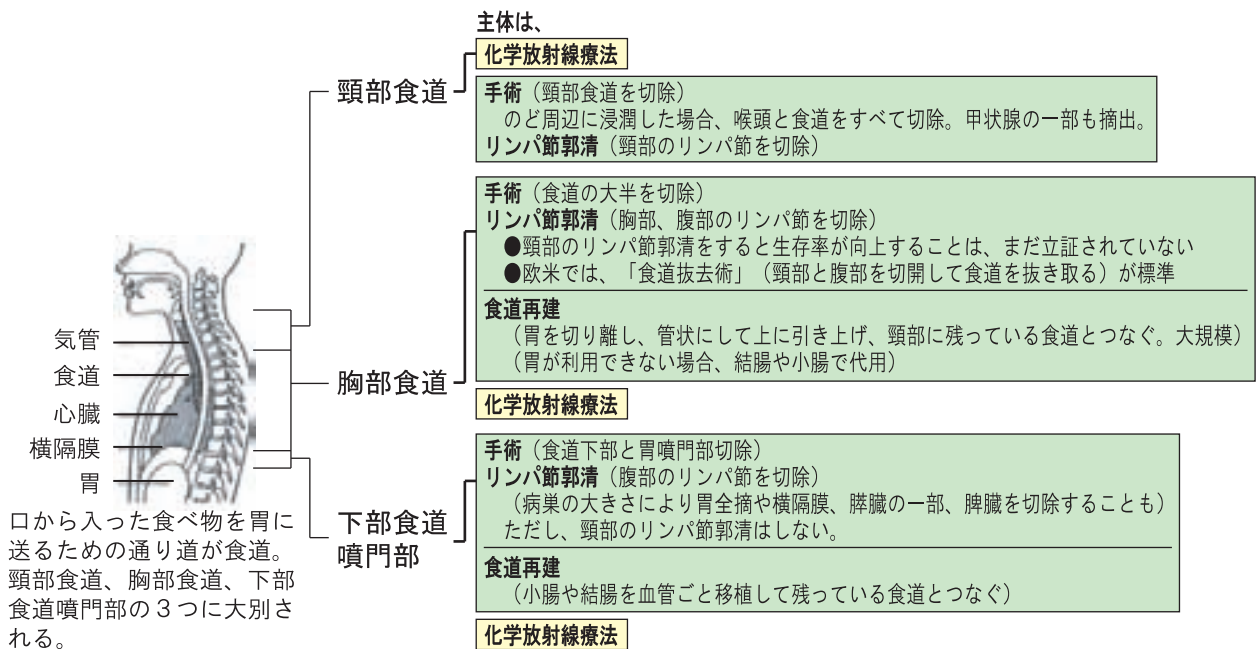 主体は、
頸部食道
化学放射線療法
手術（頸部食道を切除）
のど周辺に浸潤した場合、喉頭と食道をすべて切除。甲状腺の一部も摘出。
リンパ節郭清（頸部のリンパ節を切除）
胸部食道
手術（食道の大半を切除）
リンパ節郭清（胸部、腹部のリンパ節を切除）
●頸部のリンパ節郭清をすると生存率が向上することは、まだ立証されていない
●欧米では、「食道抜去術」（頸部と腹部を切開して食道を抜き取る）が標準
食道再建
（胃を切り離し、管状にして上に引き上げ、頸部に残っている食道とつなぐ。大規模）
（胃が利用できない場合、結腸や小腸で代用）
化学放射線療法
下部食道
噴門部
手術（食道下部と胃噴門部切除）
リンパ節郭清（腹部のリンパ節を切除）
（病巣の大きさにより胃全摘や横隔膜、膵臓の一部、脾臓を切除することも）
ただし、頸部のリンパ節郭清はしない。
食道再建
（小腸や結腸を血管ごと移植して残っている食道とつなぐ）
化学放射線療法
気管
食道
心臓
横隔膜
胃
口から入った食べ物を胃に
送るための通り道が食道。
頸部食道、胸部食道、下部
食道噴門部の３つに大別さ
れる。